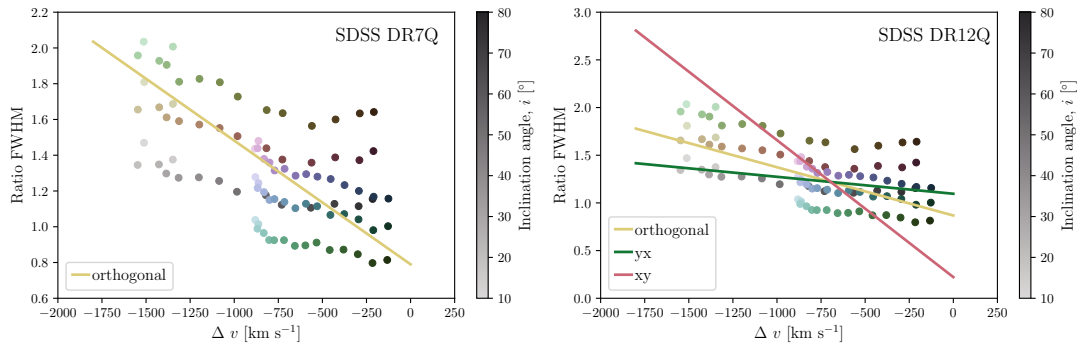 SDSS DR7Q
Ratio FWHM
2.2
2.0
1.8
1.6
1.4
1.2
1.0
0.8
0.6
orthogonal
−2000 −1750 −1500 −1250 −1000 −750 −500 −250 0 250
Δ v [km s⁻¹]
80
70
60
50
40
30
20
10
Inclination angle, i [°]
SDSS DR12Q
Ratio FWHM
3.0
2.5
2.0
1.5
1.0
0.5
0.0
orthogonal
yx
xy
−2000 −1750 −1500 −1250 −1000 −750 −500 −250 0 250
Δ v [km s⁻¹]
80
70
60
50
40
30
20
10
Inclination angle, i [°]